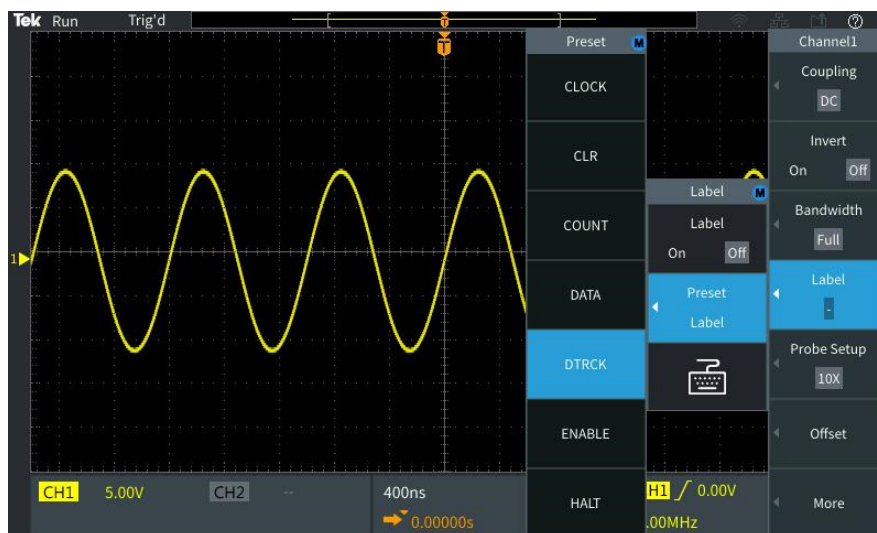 Tek Run Trig'd
T
T
?
Preset M
CLOCK
CLR
COUNT
DATA
DTRCK
ENABLE
HALT
Label M
Label
On Off
Preset
Label
Channel1
Coupling
DC
Invert
On Off
Bandwidth
Full
Label
-
Probe Setup
10X
Offset
More
1
CH1 5.00V CH2 -- 400ns H1 0.00V
0.00000s .00MHz